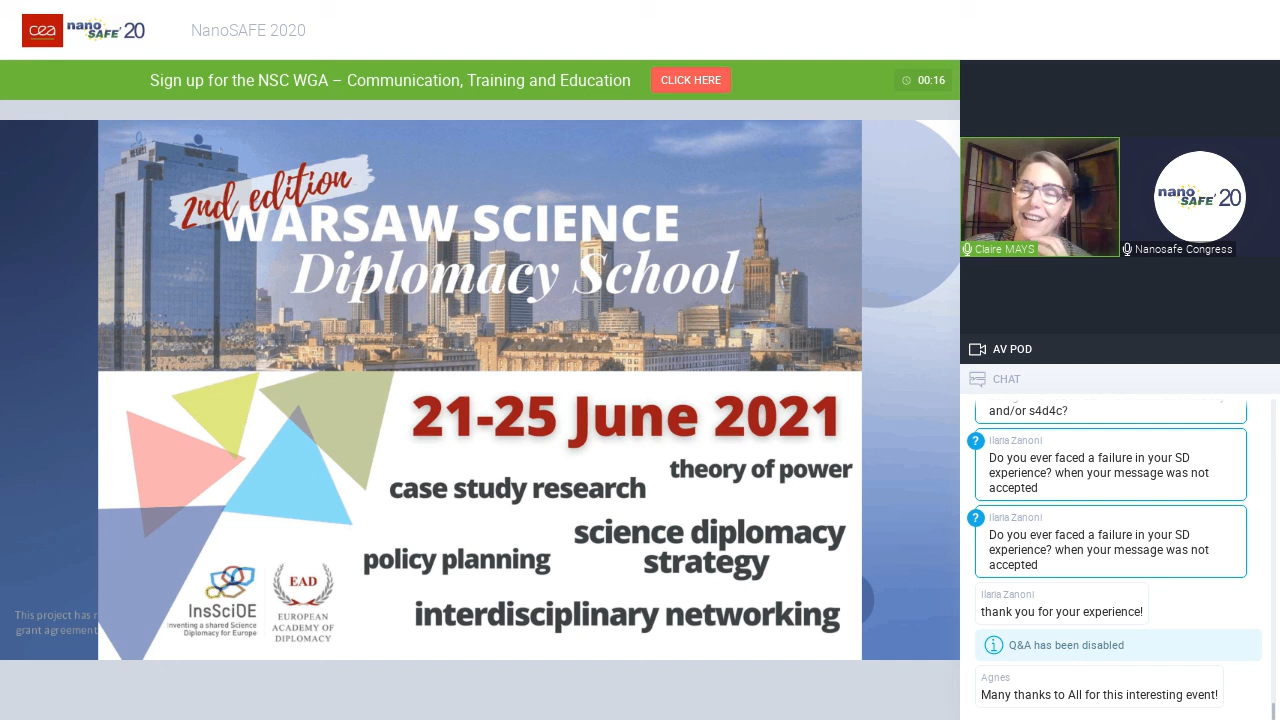 cea nano SAFE' 20 NanoSAFE 2020
Sign up for the NSC WGA – Communication, Training and Education CLICK HERE 00:16
2nd edition
WARSAW SCIENCE
Diplomacy School
21-25 June 2021
theory of power
case study research
science diplomacy
strategy
policy planning
interdisciplinary networking
InsSciDE
Inventing a shared Science
Diplomacy for Europe
EAD
EUROPEAN
ACADEMY OF
DIPLOMACY
This project has r
grant agreement
nano SAFE' 20
Claire MAYS
Nanosafe Congress
AV POD
CHAT
and/or s4d4c?
Ilaria Zanoni
Do you ever faced a failure in your SD
experience? when your message was not
accepted
Ilaria Zanoni
Do you ever faced a failure in your SD
experience? when your message was not
accepted
Ilaria Zanoni
thank you for your experience!
Q&A has been disabled
Agnes
Many thanks to All for this interesting event!